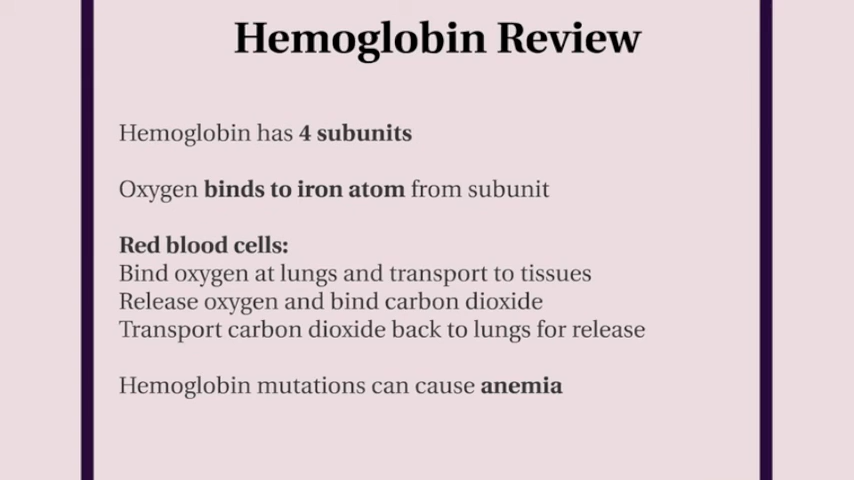 Hemoglobin Review
Hemoglobin has 4 subunits
Oxygen binds to iron atom from subunit
Red blood cells:
Bind oxygen at lungs and transport to tissues
Release oxygen and bind carbon dioxide
Transport carbon dioxide back to lungs for release
Hemoglobin mutations can cause anemia